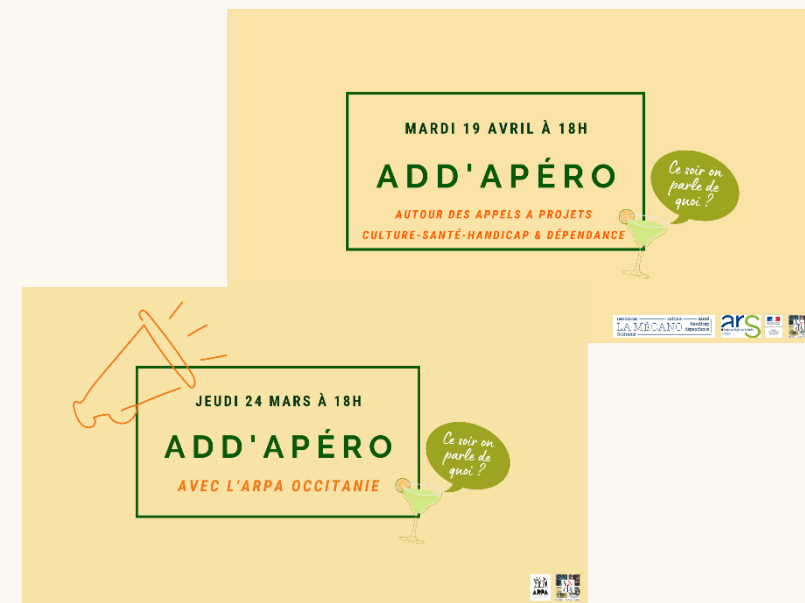 MARDI 19 AVRIL À 18H
ADD'APÉRO
AUTOUR DES APPELS A PROJETS
CULTURE-SANTÉ-HANDICAP & DÉPENDANCE
Ce soir on
parle de
quoi ?
LA MÉCANO
ars
JEUDI 24 MARS À 18H
ADD'APÉRO
AVEC L'ARPA OCCITANIE
Ce soir on
parle de
quoi ?
ARPA